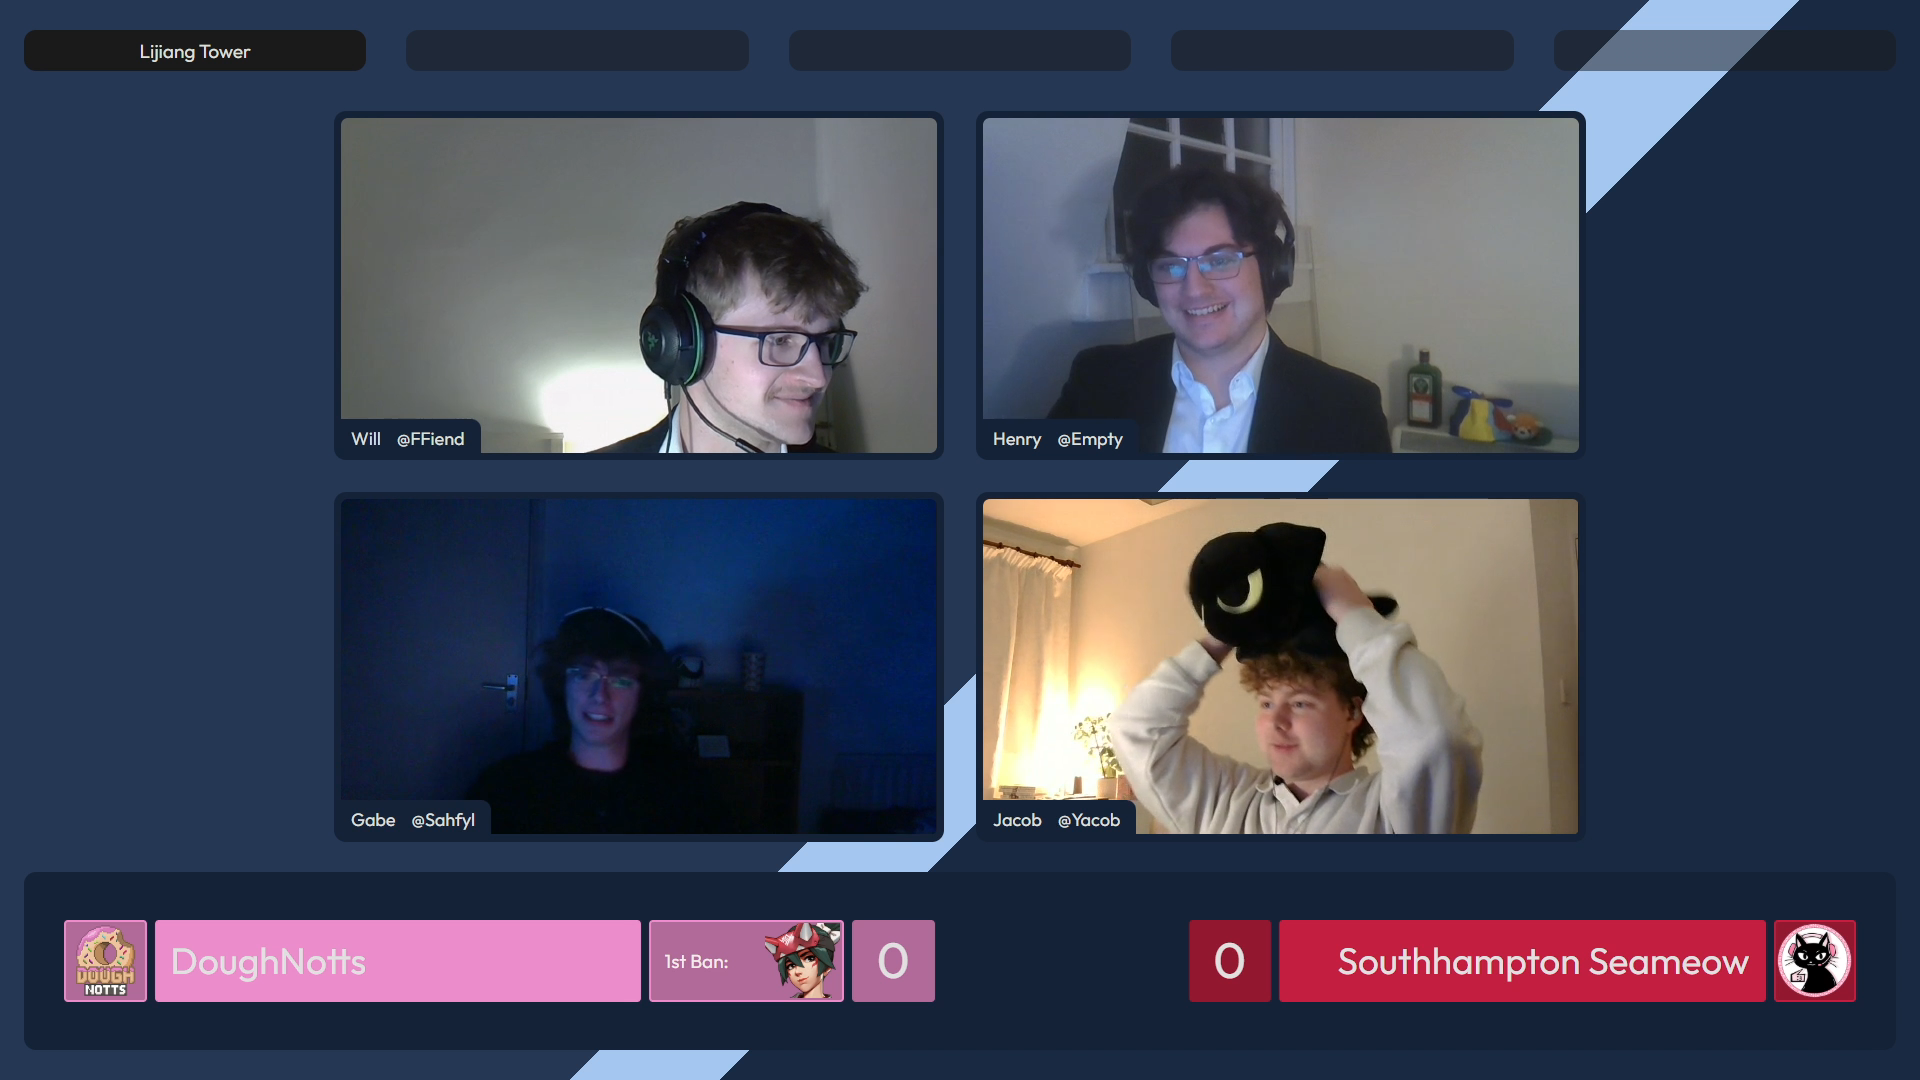 Lijiang Tower
Will @FFiend
Henry @Empty
Gabe @Sahfyl
Jacob @Yacob
DOUGH
NOTTS
DoughNotts
1st Ban:
0
0
Southhampton Seameow